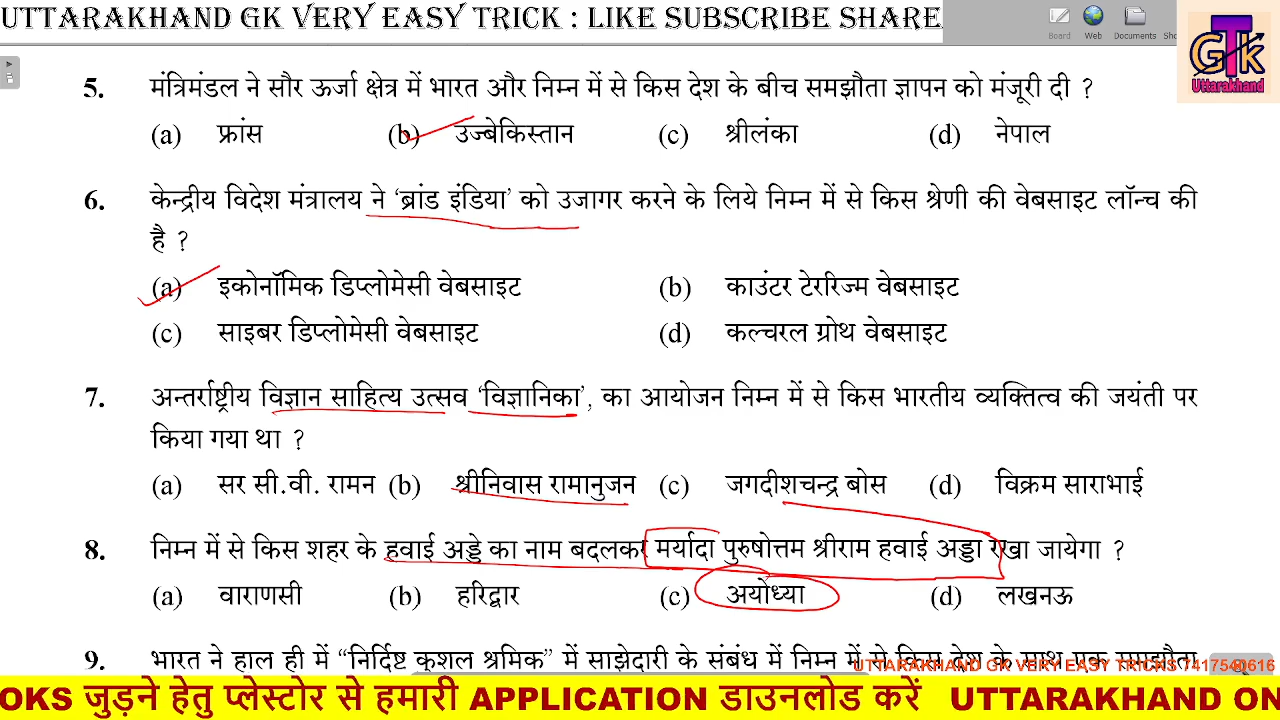 UTTARAKHAND GK VERY EASY TRICK : LIKE SUBSCRIBE SHARE
Board Web Documents
GTK
Uttarakhand
5. मंत्रिमंडल ने सौर ऊर्जा क्षेत्र में भारत और निम्न में से किस देश के बीच समझौता ज्ञापन को मंजूरी दी ?
(a) फ्रांस (b) उज्बेकिस्तान (c) श्रीलंका (d) नेपाल
6. केन्द्रीय विदेश मंत्रालय ने ‘ब्रांड इंडिया’ को उजागर करने के लिये निम्न में से किस श्रेणी की वेबसाइट लॉन्च की
है ?
(a) इकोनॉमिक डिप्लोमेसी वेबसाइट (b) काउंटर टेररिज्म वेबसाइट
(c) साइबर डिप्लोमेसी वेबसाइट (d) कल्चरल ग्रोथ वेबसाइट
7. अन्तर्राष्ट्रीय विज्ञान साहित्य उत्सव ‘विज्ञानिका’, का आयोजन निम्न में से किस भारतीय व्यक्तित्व की जयंती पर
किया गया था ?
(a) सर सी.वी. रामन (b) श्रीनिवास रामानुजन (c) जगदीशचन्द्र बोस (d) विक्रम साराभाई
8. निम्न में से किस शहर के हवाई अड्डे का नाम बदलकर मर्यादा पुरुषोत्तम श्रीराम हवाई अड्डा रखा जायेगा ?
(a) वाराणसी (b) हरिद्वार (c) अयोध्या (d) लखनऊ
9. भारत ने हाल ही में “निर्दिष्ट कुशल श्रमिक” में साझेदारी के संबंध में निम्न में से किस देश के साथ एक समझौता
UTTARAKHAND GK VERY EASY TRICKS 7417540616
OKS जुड़ने हेतु प्लेस्टोर से हमारी APPLICATION डाउनलोड करें UTTARAKHAND ON